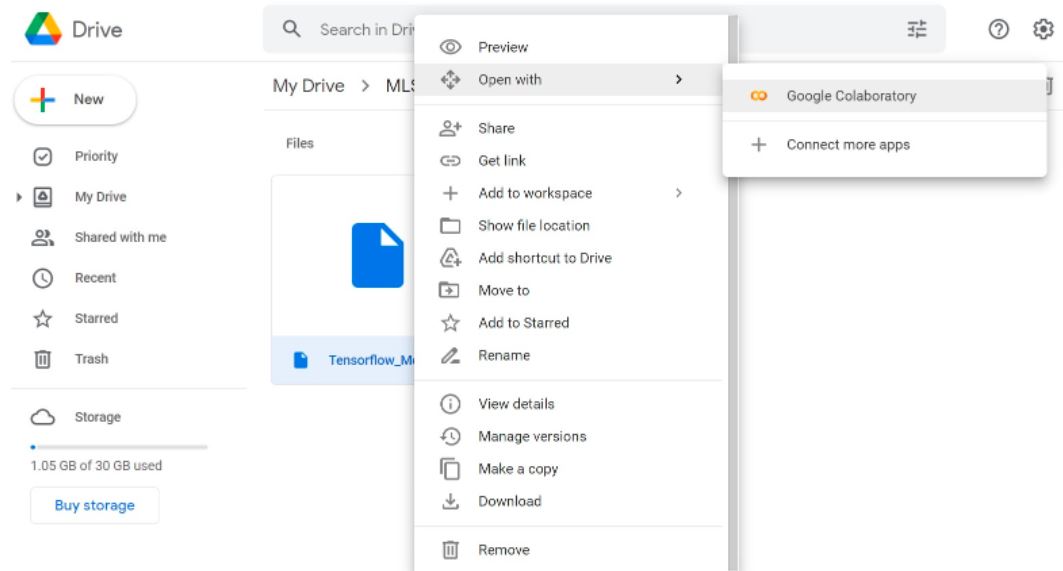 Drive
Search in Dri
New
Priority
My Drive
Shared with me
Recent
Starred
Trash
Storage
1.05 GB of 30 GB used
Buy storage
My Drive > MLS
Files
Tensorflow_Mo
Preview
Open with
Share
Get link
Add to workspace
Show file location
Add shortcut to Drive
Move to
Add to Starred
Rename
View details
Manage versions
Make a copy
Download
Remove
Google Colaboratory
Connect more apps